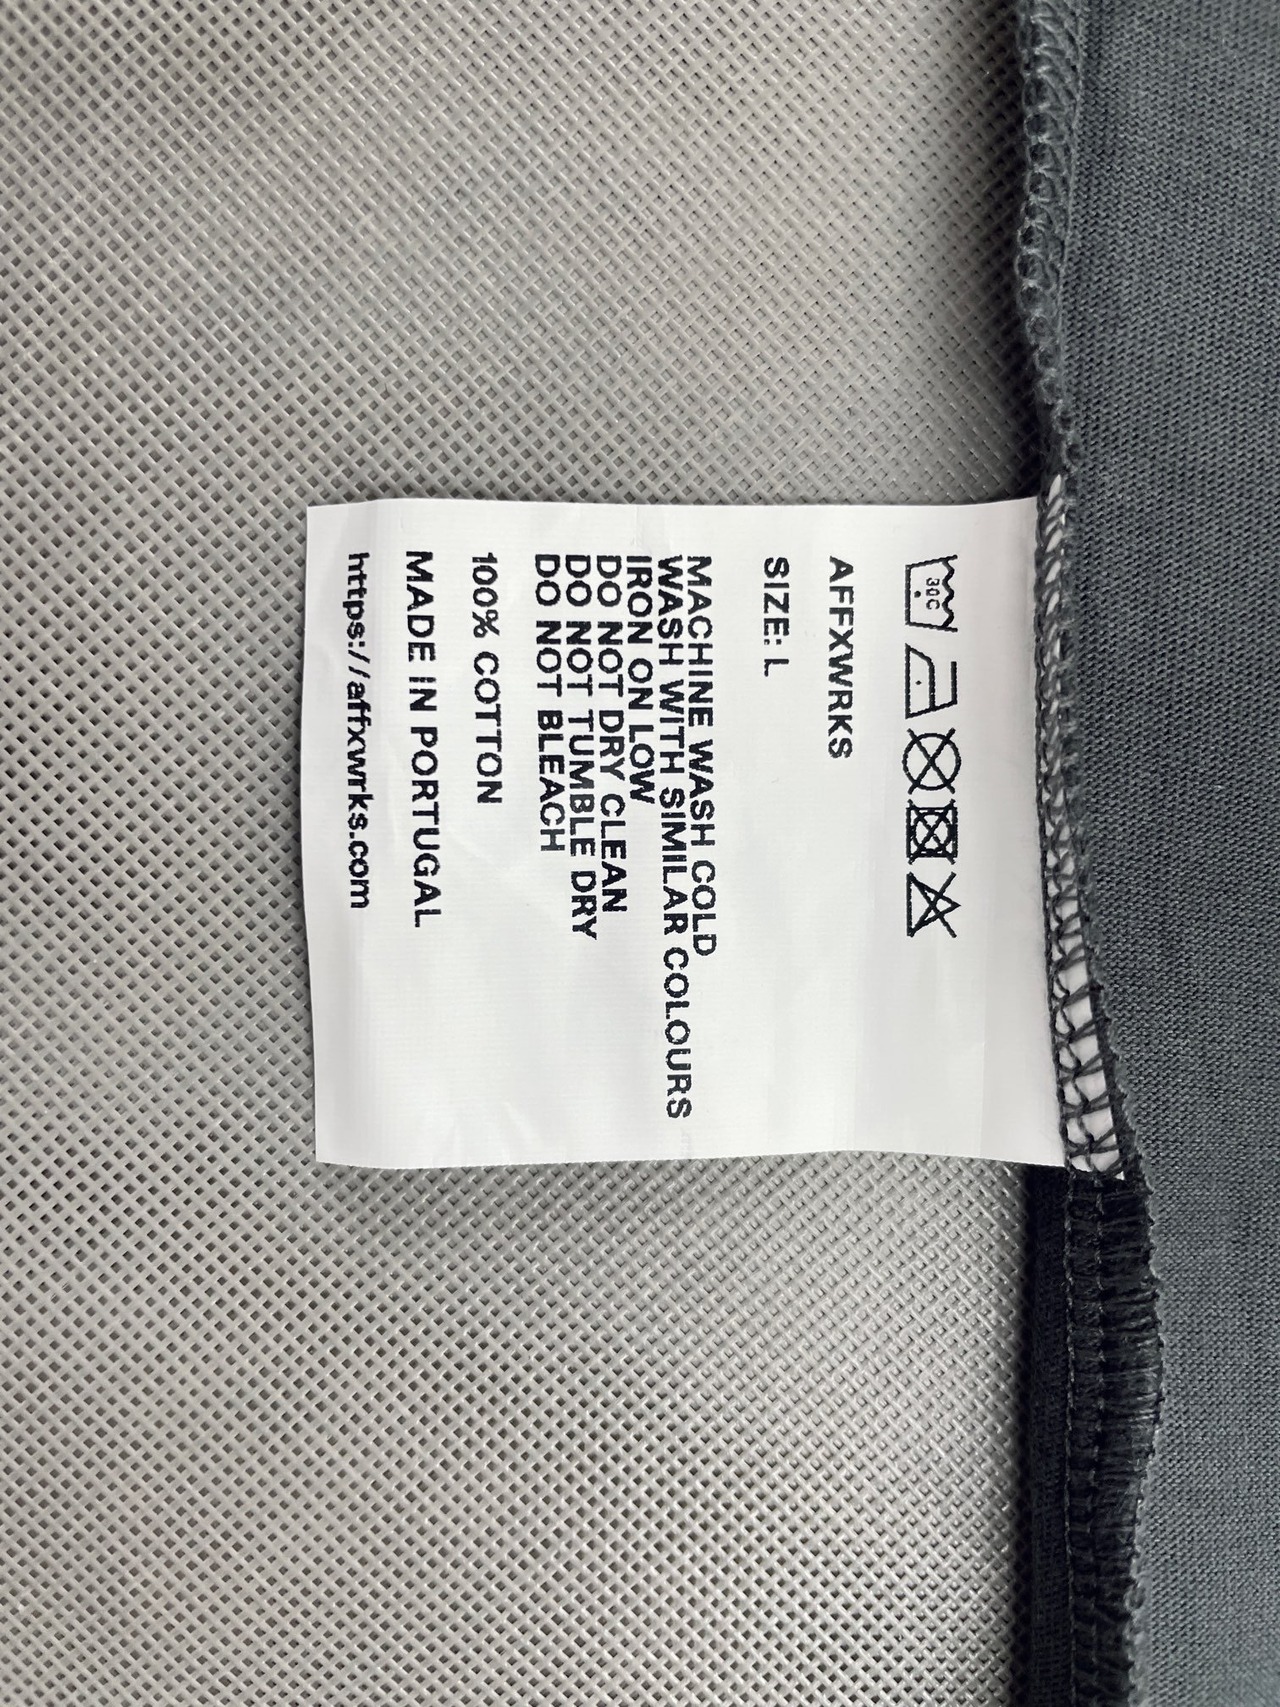 30C
AFFXWRKS
SIZE: L
MACHINE WASH COLD
WASH WITH SIMILAR COLOURS
IRON ON LOW
DO NOT DRY CLEAN
DO NOT TUMBLE DRY
DO NOT BLEACH
100% COTTON
MADE IN PORTUGAL
https://affxwrks.com